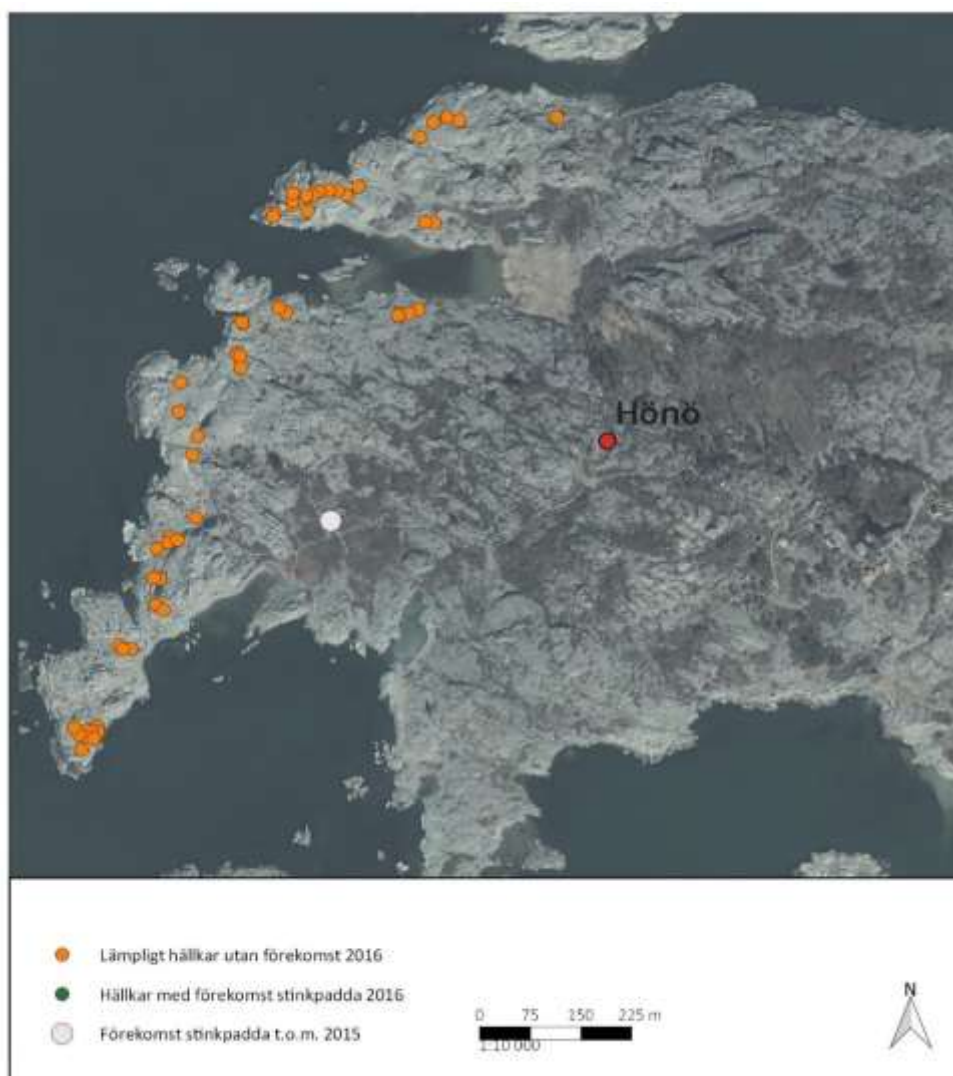 Hönö
Lämpligt hällkar utan förekomst 2016
Hällkar med förekomst stinkpadda 2016
Förekomst stinkpadda t.o.m. 2015
0 75 150 225 m
1:10 000
N